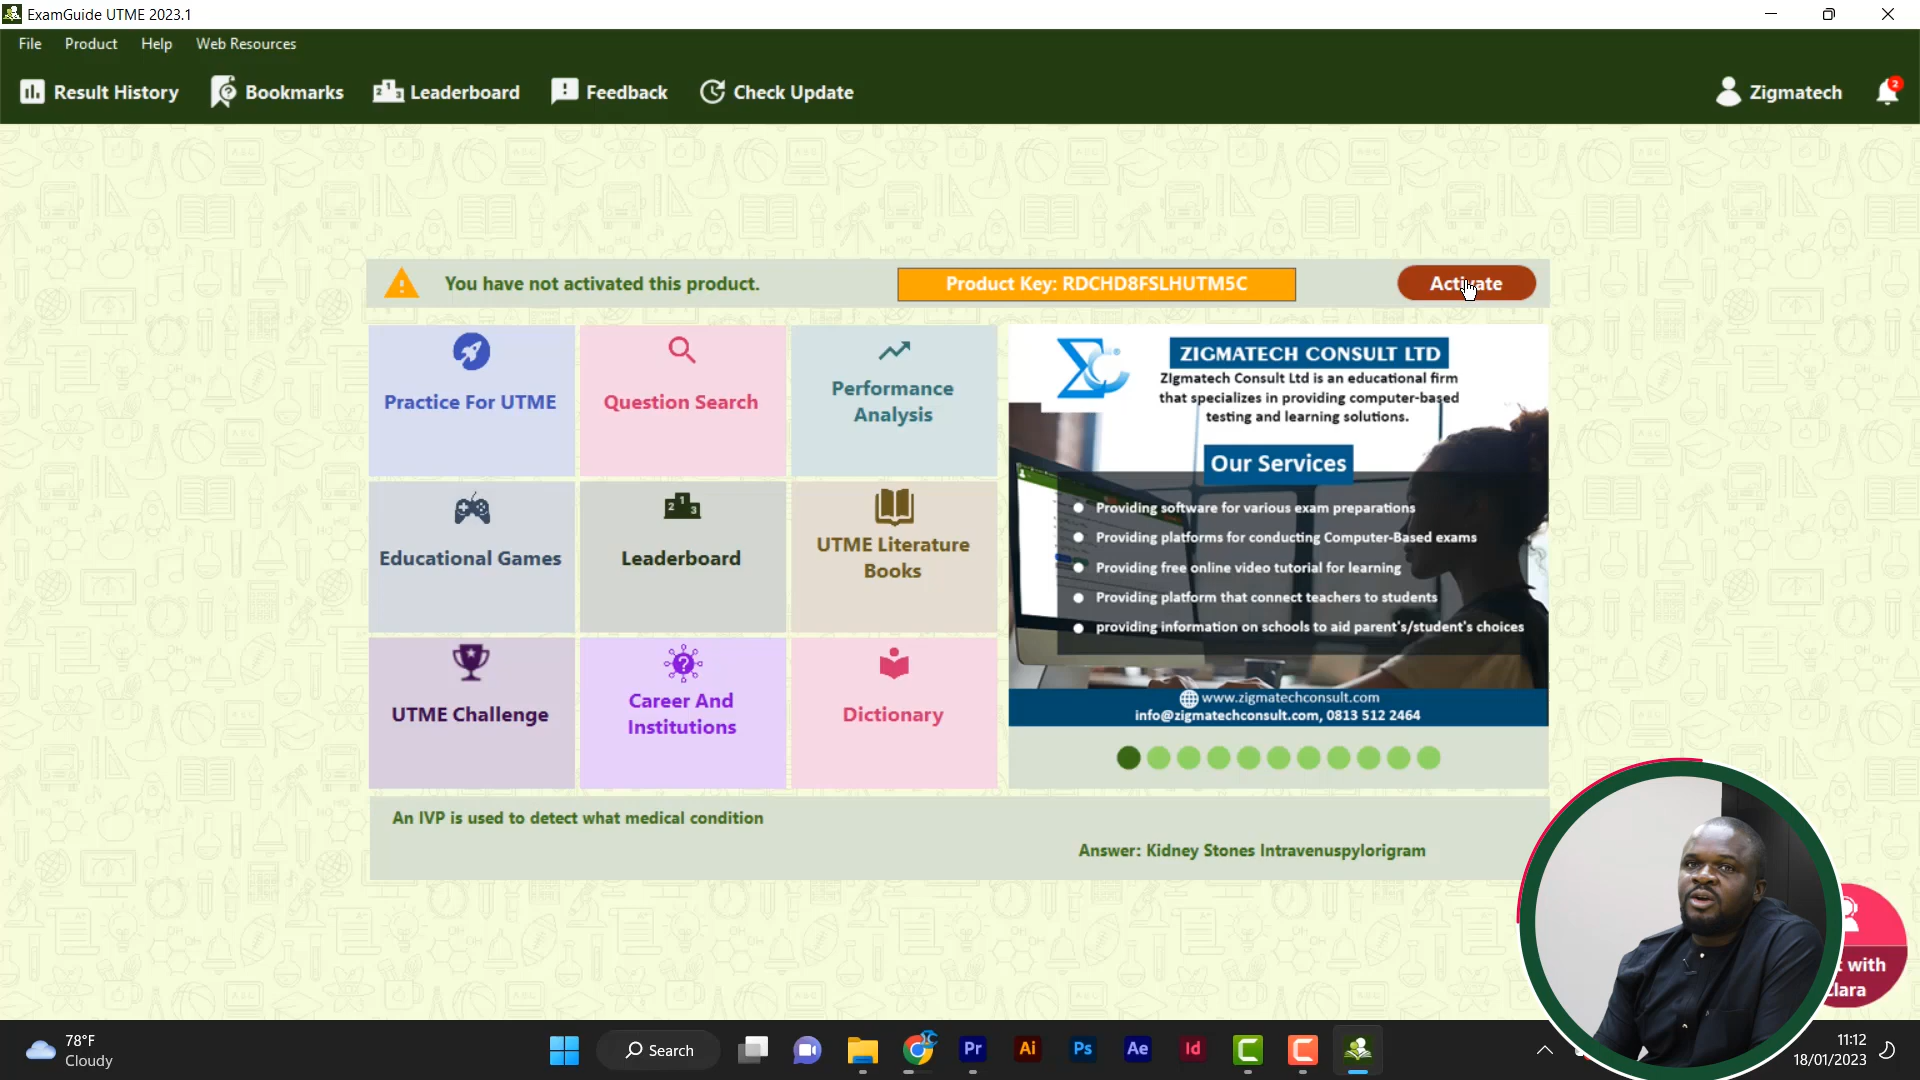 ExamGuide UTME 2023.1
File Product Help Web Resources
Result History Bookmarks Leaderboard Feedback Check Update Zigmatech 2
You have not activated this product. Product Key: RDCHD8FSLHUTM5C Activate
Practice For UTME
Question Search
Performance
Analysis
Educational Games
Leaderboard
UTME Literature
Books
UTME Challenge
Career And
Institutions
Dictionary
ZIGMATECH CONSULT LTD
ZIgmatech Consult Ltd is an educational firm
that specializes in providing computer-based
testing and learning solutions.
Our Services
Providing software for various exam preparations
Providing platforms for conducting Computer-Based exams
Providing free online video tutorial for learning
Providing platform that connect teachers to students
providing information on schools to aid parent's/student's choices
www.zigmatechconsult.com
info@zigmatechconsult.com, 0813 512 2464
An IVP is used to detect what medical condition
Answer: Kidney Stones Intravenuspylorigram
with
78°F
Cloudy
Search
Pr Ai Ps Ae Id
11:12
18/01/2023